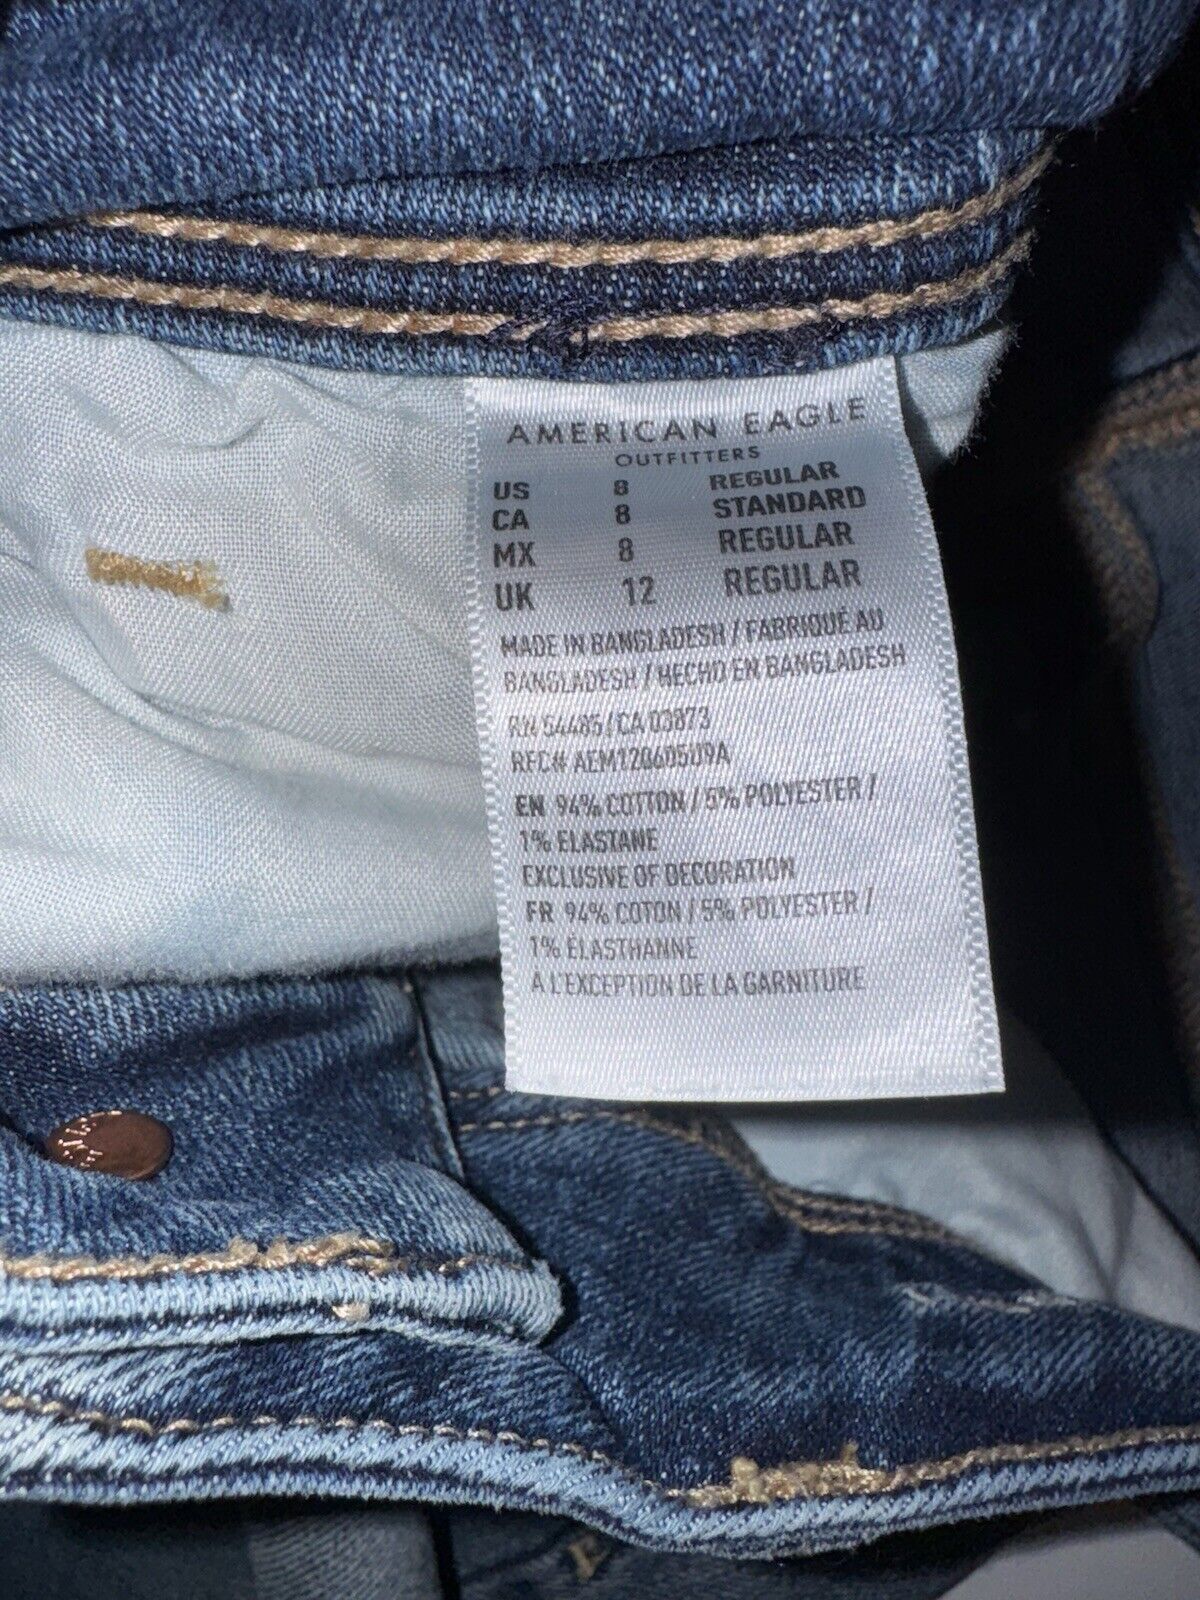 AMERICAN EAGLE
OUTFITTERS
US 8 REGULAR
CA 8 STANDARD
MX 8 REGULAR
UK 12 REGULAR
MADE IN BANGLADESH / FABRIQUÉ AU
BANGLADESH / HECHO EN BANGLADESH
RN 54485 / CA 03873
RFC# AEM120605U9A
EN 94% COTTON / 5% POLYESTER /
1% ELASTANE
EXCLUSIVE OF DECORATION
FR 94% COTON / 5% POLYESTER /
1% ÉLASTHANNE
À L'EXCEPTION DE LA GARNITURE